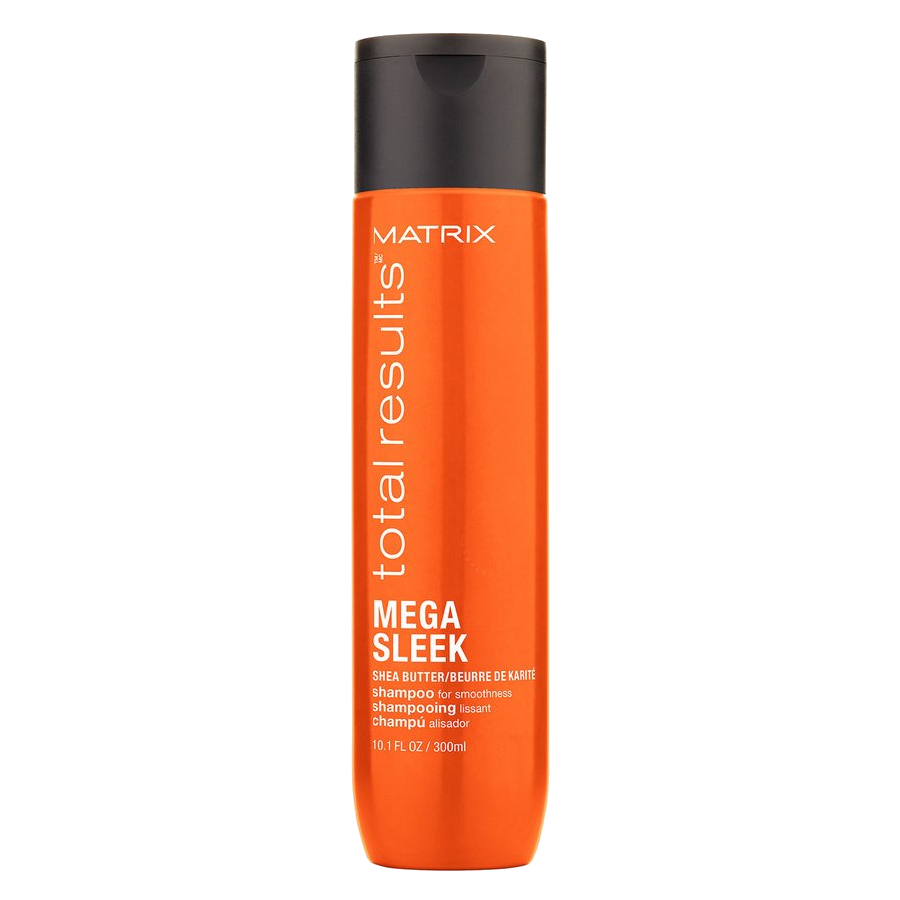 MATRIX
total results™/MC
MEGA
SLEEK
SHEA BUTTER/BEURRE DE KARITÉ
shampoo for smoothness
shampooing lissant
champú alisador
10.1 FL OZ / 300ml